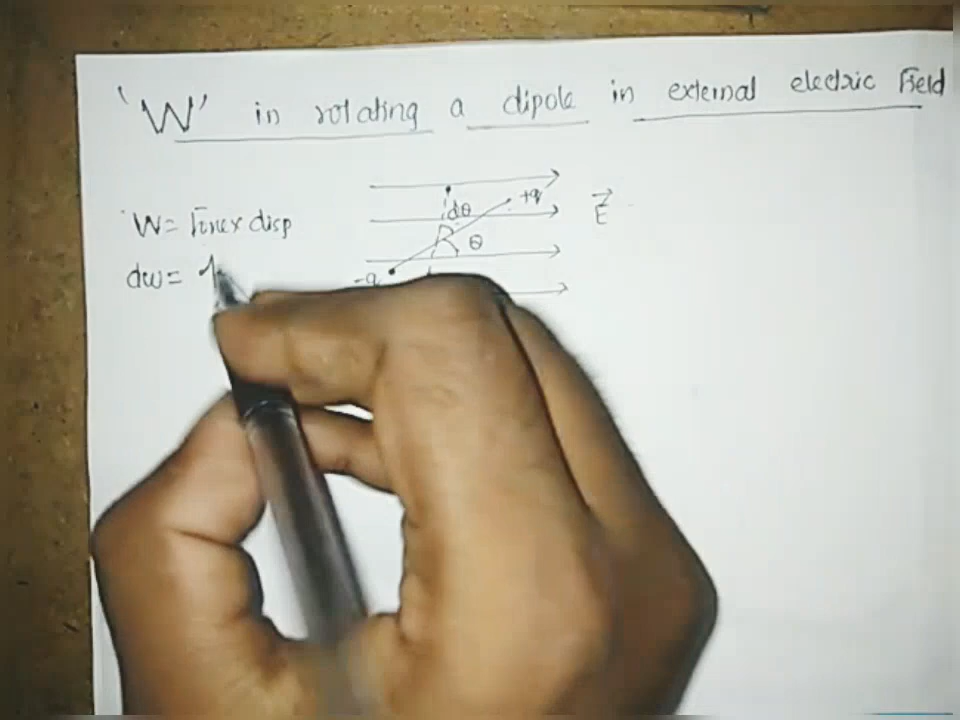 'W' in rotating a dipole in external electric Field
W = Force x disp
dw =
dθ
+q
E
θ
-q